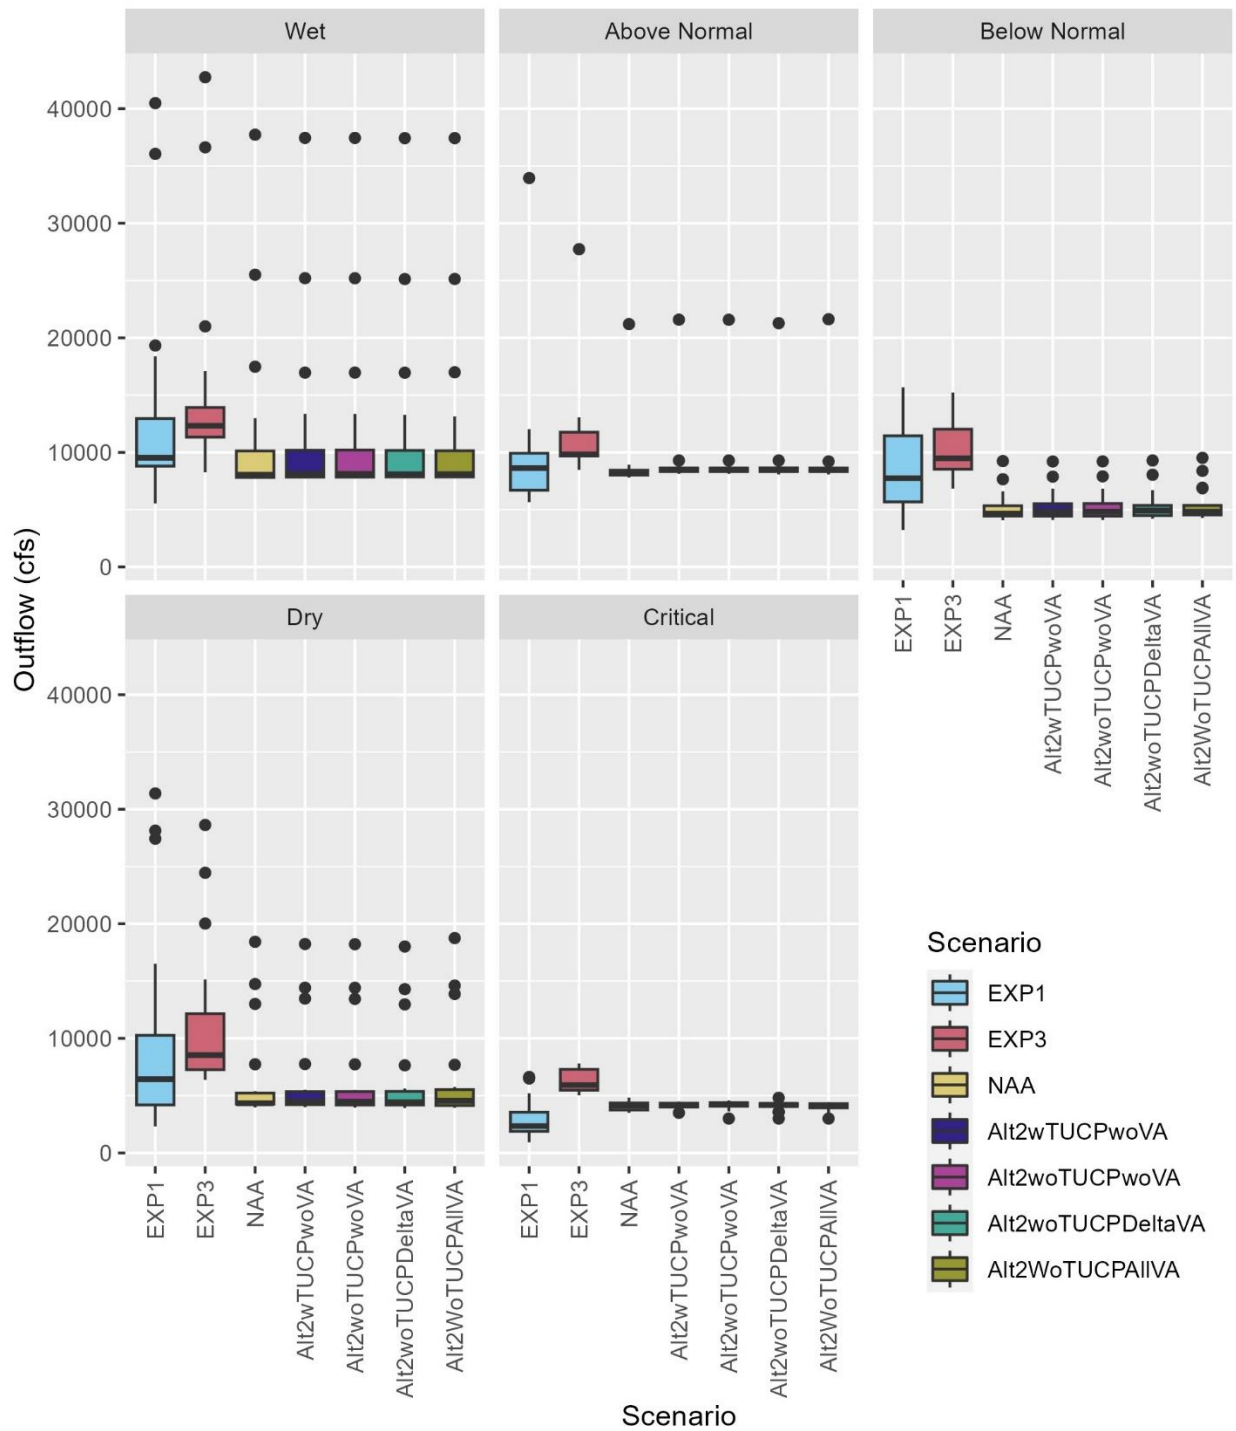 Wet
Above Normal
Below Normal
40000
30000
20000
10000
0
EXP1
EXP3
NAA
Alt2wTUCPwoVA
Alt2woTUCPwoVA
Alt2woTUCPDeltaVA
Alt2WoTUCPAllVA
Outflow (cfs)
Dry
Critical
40000
30000
20000
10000
0
EXP1
EXP3
NAA
Alt2wTUCPwoVA
Alt2woTUCPwoVA
Alt2woTUCPDeltaVA
Alt2WoTUCPAllVA
EXP1
EXP3
NAA
Alt2wTUCPwoVA
Alt2woTUCPwoVA
Alt2woTUCPDeltaVA
Alt2WoTUCPAllVA
Scenario
Scenario
EXP1
EXP3
NAA
Alt2wTUCPwoVA
Alt2woTUCPwoVA
Alt2woTUCPDeltaVA
Alt2WoTUCPAllVA